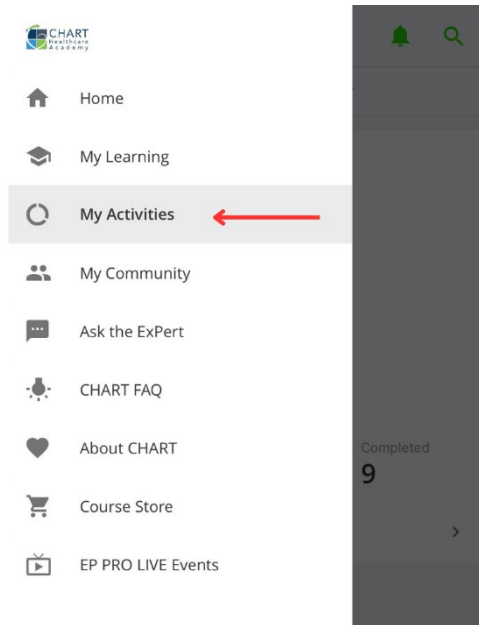 CHART
Healthcare
Academy
Home
My Learning
My Activities
My Community
Ask the ExPert
CHART FAQ
About CHART
Completed
9
Course Store
EP PRO LIVE Events